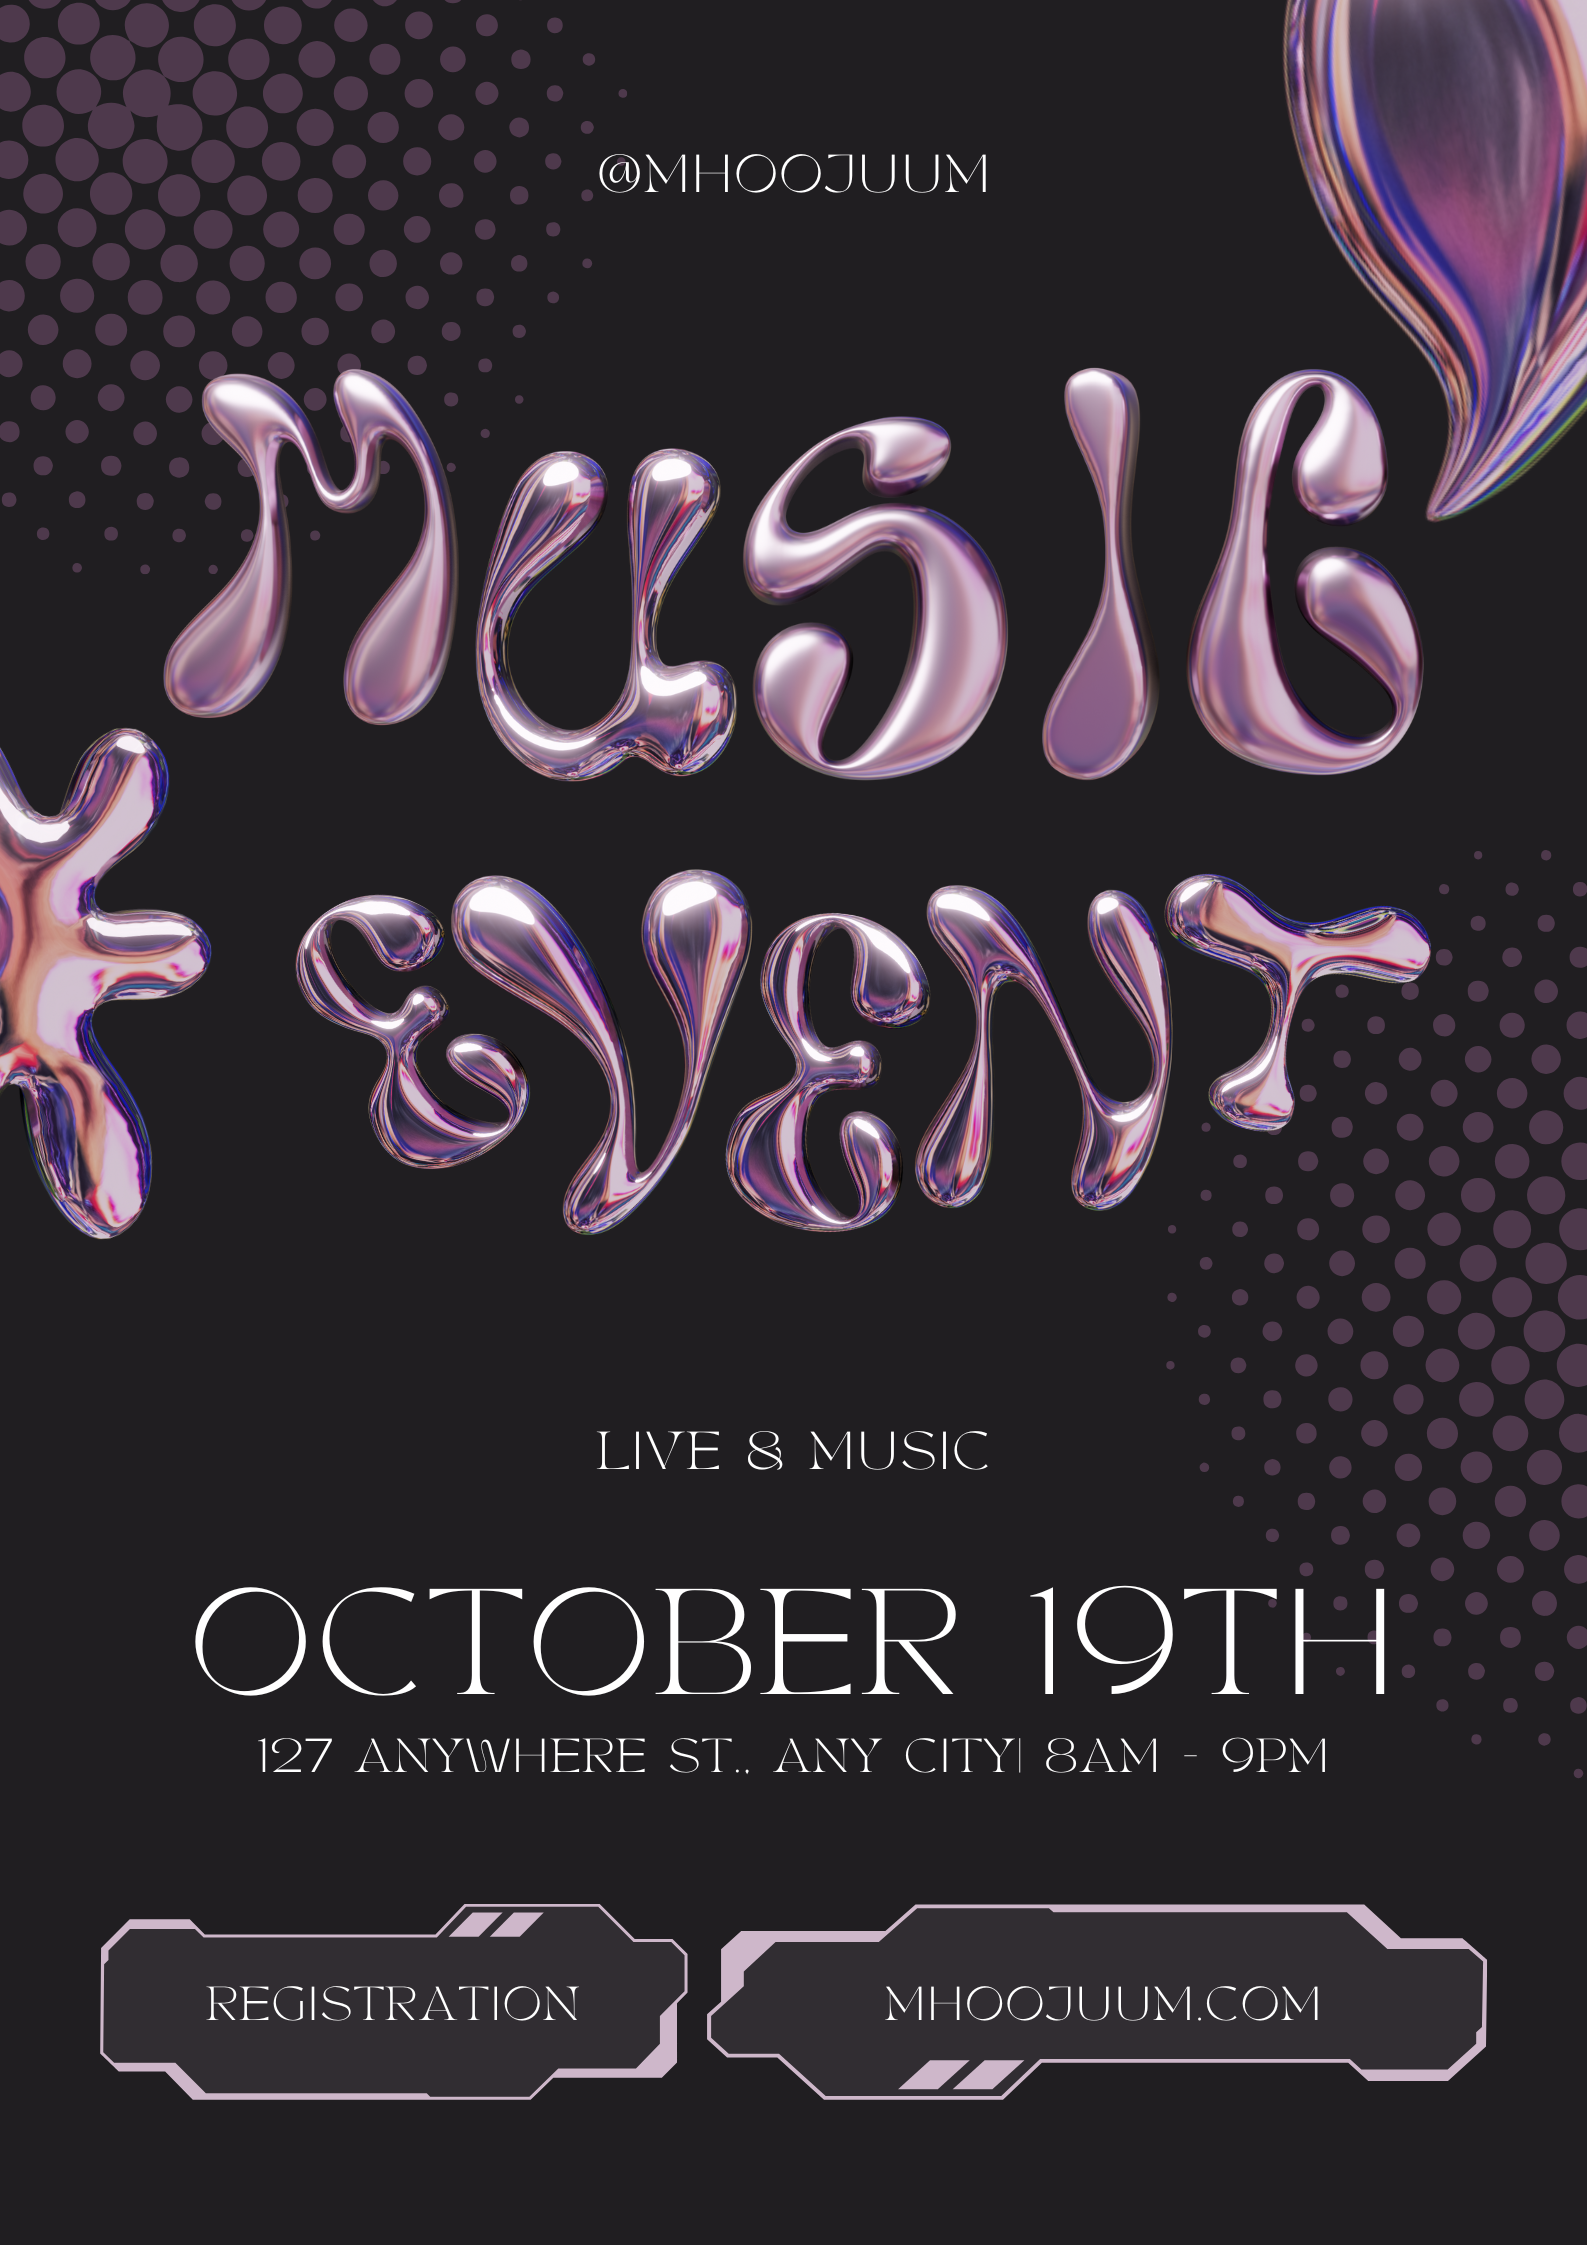 @MHOOJUUM
MUSIC
EVENT
LIVE & MUSIC
OCTOBER 19TH
127 ANYWHERE ST., ANY CITY| 8AM - 9PM
REGISTRATION
MHOOJUUM.COM